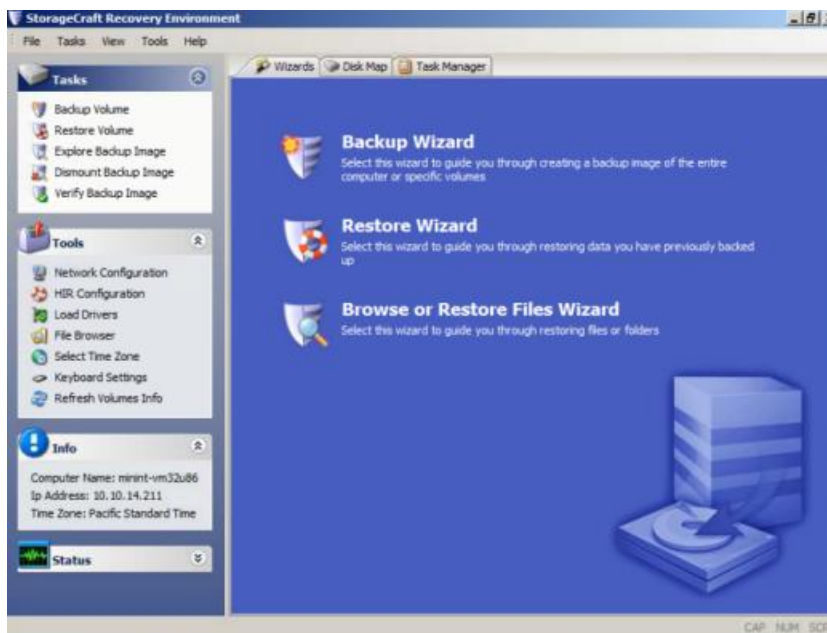 StorageCraft Recovery Environment
File Tasks View Tools Help
Tasks
Backup Volume
Restore Volume
Explore Backup Image
Dismount Backup Image
Verify Backup Image
Tools
Network Configuration
HIR Configuration
Load Drivers
File Browser
Select Time Zone
Keyboard Settings
Refresh Volumes Info
Info
Computer Name: minint-vm32u86
Ip Address: 10.10.14.211
Time Zone: Pacific Standard Time
Status
Wizards Disk Map Task Manager
Backup Wizard
Select this wizard to guide you through creating a backup image of the entire
computer or specific volumes
Restore Wizard
Select this wizard to guide you through restoring data you have previously backed
up
Browse or Restore Files Wizard
Select this wizard to guide you through restoring files or folders
CAP NUM SCR